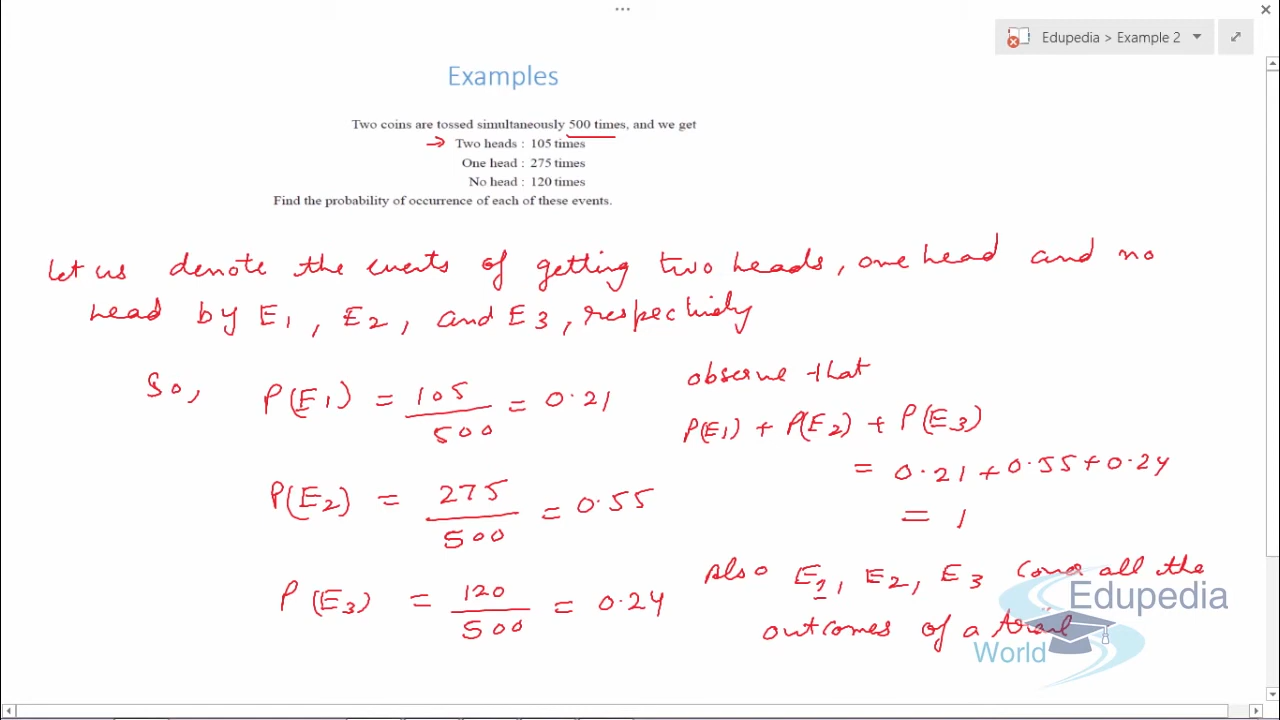 Edupedia > Example 2
Examples
Two coins are tossed simultaneously 500 times, and we get
→ Two heads : 105 times
One head : 275 times
No head : 120 times
Find the probability of occurrence of each of these events.
let us denote the events of getting two heads, one head and no
head by E1, E2, and E3, respectively
So, P(E1) = 105/500 = 0.21
P(E2) = 275/500 = 0.55
P(E3) = 120/500 = 0.24
observe that
P(E1) + P(E2) + P(E3)
= 0.21 + 0.55 + 0.24
= 1
Also E1, E2, E3 cover all the
outcomes of a
Edupedia
World